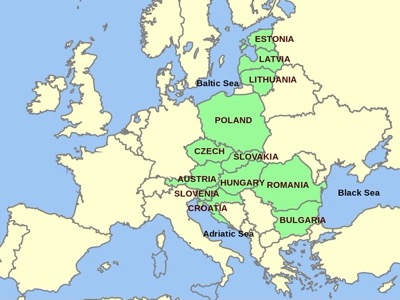 ESTONIA
LATVIA
LITHUANIA
Baltic Sea
POLAND
CZECH
SLOVAKIA
AUSTRIA
HUNGARY
ROMANIA
SLOVENIA
Black Sea
CROATIA
BULGARIA
Adriatic Sea